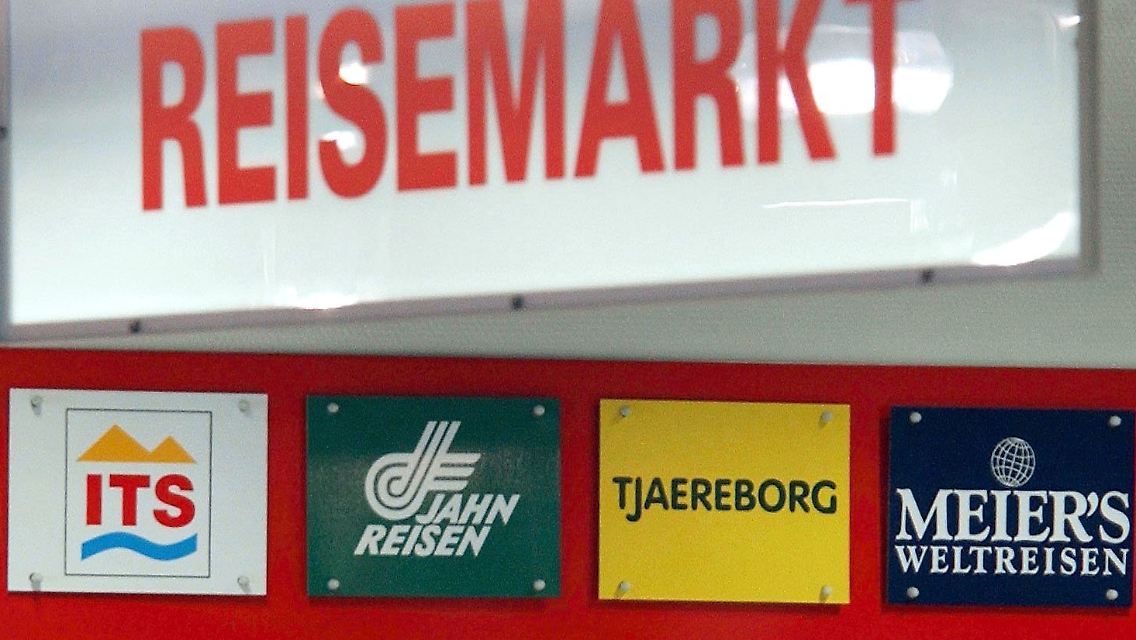 REISEMARKT
ITS
JAHN
REISEN
TJAEREBORG
MEIER'S
WELTREISEN